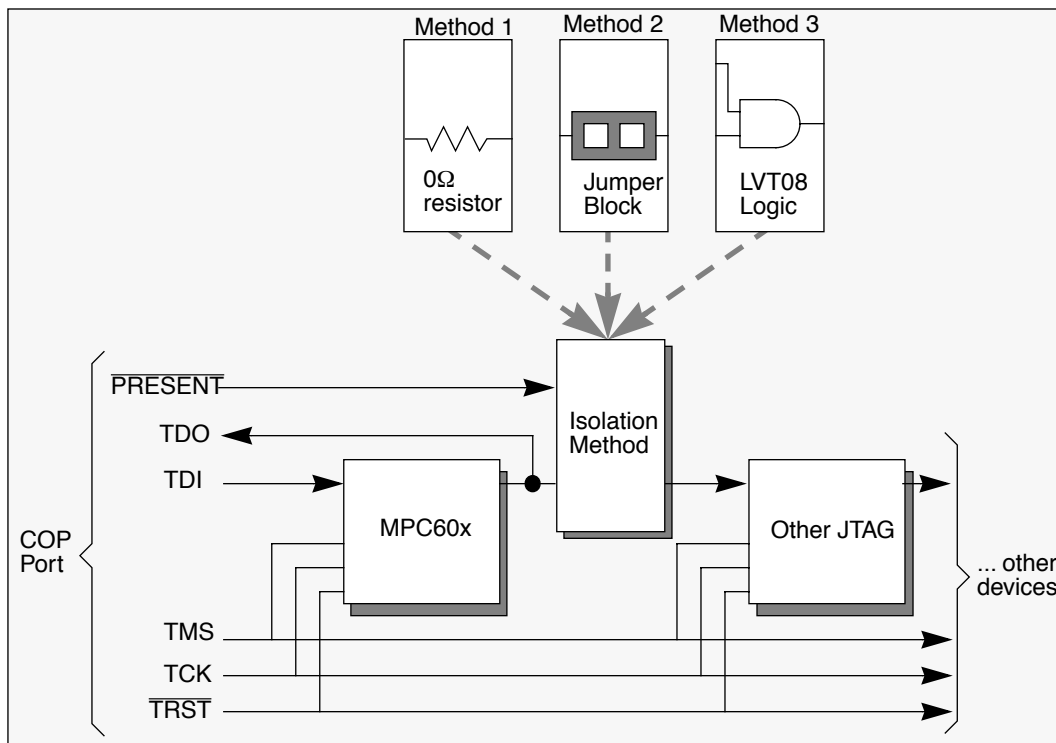 Method 1
Method 2
Method 3
0Ω
resistor
Jumper
Block
LVT08
Logic
PRESENT
TDO
TDI
Isolation
Method
MPC60x
Other JTAG
COP
Port
... other
devices
TMS
TCK
TRST